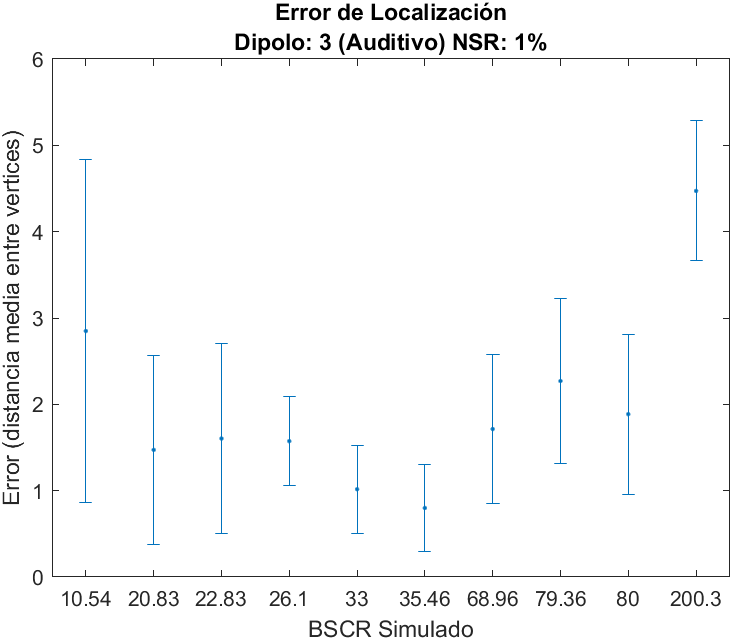 Error de Localización
Dipolo: 3 (Auditivo) NSR: 1%
Error (distancia media entre vertices)
6
5
4
3
2
1
0
10.54 20.83 22.83 26.1 33 35.46 68.96 79.36 80 200.3
BSCR Simulado